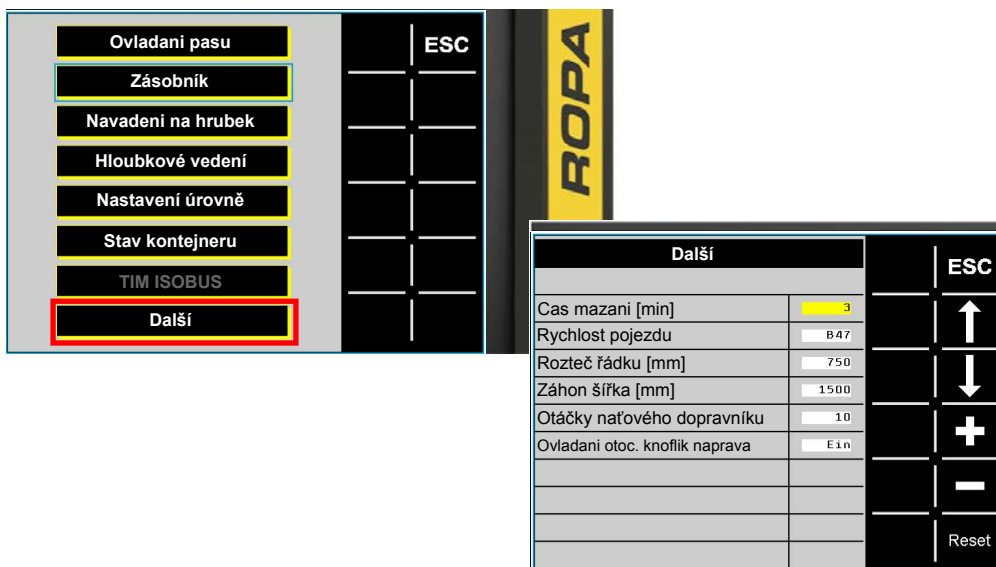 Ovladani pasu
ESC
Zásobník
Navadeni na hrubek
Hloubkové vedení
Nastavení úrovně
Stav kontejneru
TIM ISOBUS
Další
ROPA
Další
ESC
Cas mazani [min] 3
Rychlost pojezdu B47
Rozteč řádku [mm] 750
Záhon šířka [mm] 1500
Otáčky naťového dopravníku 10
Ovladani otoc. knoflik naprava Ein
Reset